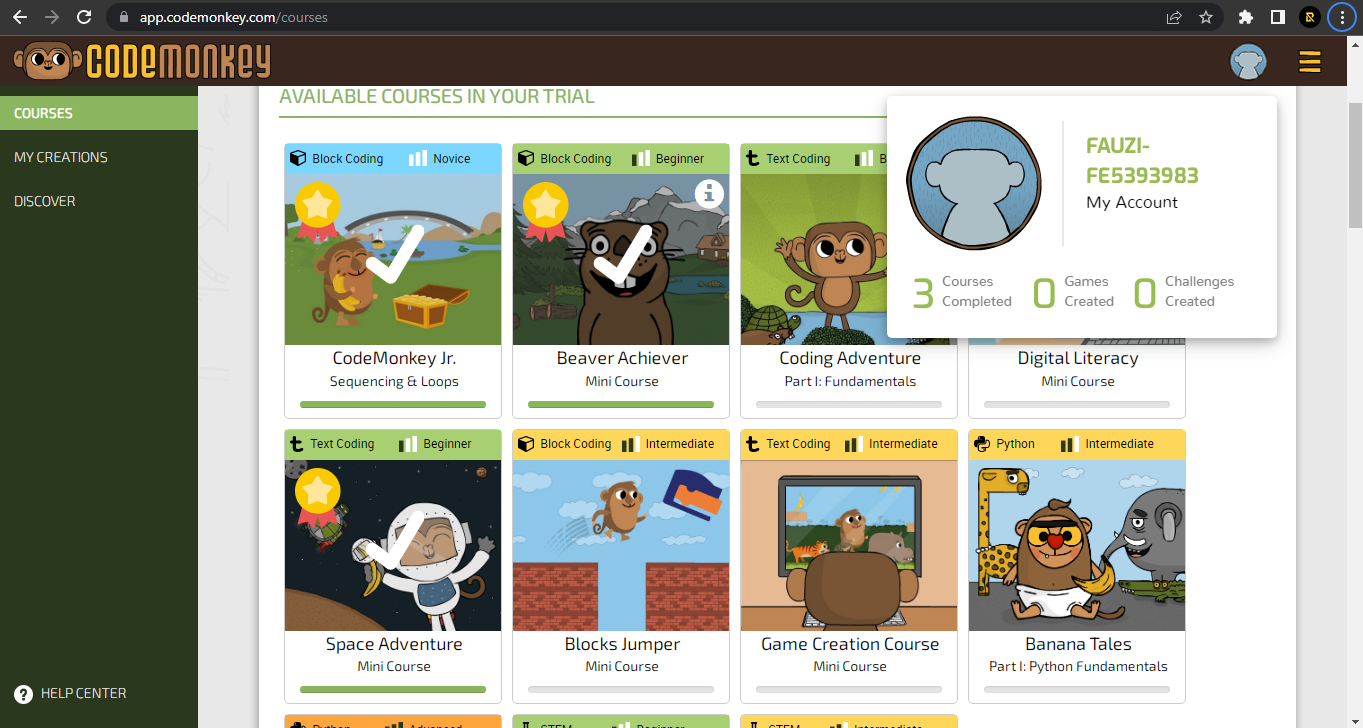 app.codemonkey.com/courses
CODEMONKEY
COURSES
MY CREATIONS
DISCOVER
HELP CENTER
AVAILABLE COURSES IN YOUR TRIAL
FAUZI-
FE5393983
My Account
3 Courses Completed
0 Games Created
0 Challenges Created
Block Coding Novice
CodeMonkey Jr.
Sequencing & Loops
Block Coding Beginner
Beaver Achiever
Mini Course
Text Coding B
Coding Adventure
Part I: Fundamentals
Digital Literacy
Mini Course
Text Coding Beginner
Space Adventure
Mini Course
Block Coding Intermediate
Blocks Jumper
Mini Course
Text Coding Intermediate
Game Creation Course
Mini Course
Python Intermediate
Banana Tales
Part I: Python Fundamentals
Python Advanced
STEM Beginner
STEM Intermediate